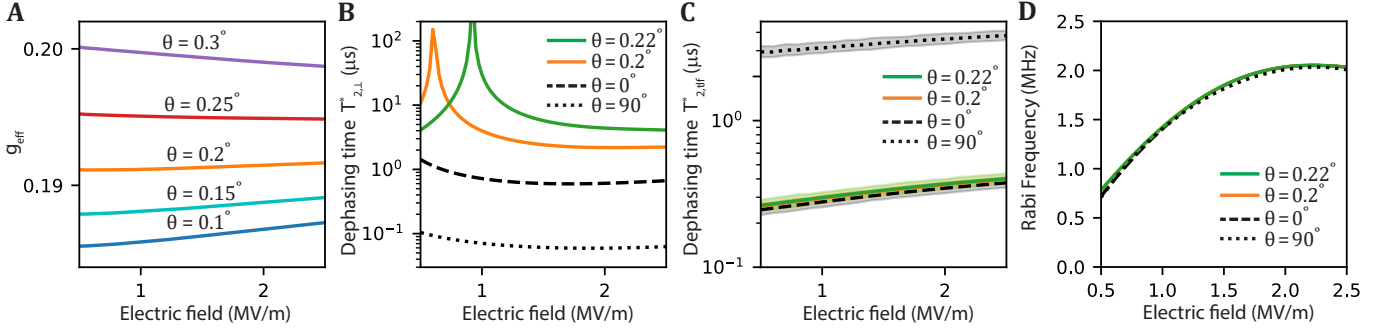 A
g_eff
0.20
0.19
θ = 0.3°
θ = 0.25°
θ = 0.2°
θ = 0.15°
θ = 0.1°
1 2
Electric field (MV/m)
B
Dephasing time T*2,⊥ (μs)
10²
10¹
10⁰
10⁻¹
θ = 0.22°
θ = 0.2°
θ = 0°
θ = 90°
1 2
Electric field (MV/m)
C
Dephasing time T*2,tlf (μs)
10⁰
10⁻¹
θ = 0.22°
θ = 0.2°
θ = 0°
θ = 90°
1 2
Electric field (MV/m)
D
Rabi Frequency (MHz)
2.5
2.0
1.5
1.0
0.5
0.0
θ = 0.22°
θ = 0.2°
θ = 0°
θ = 90°
0.5 1.0 1.5 2.0 2.5
Electric field (MV/m)